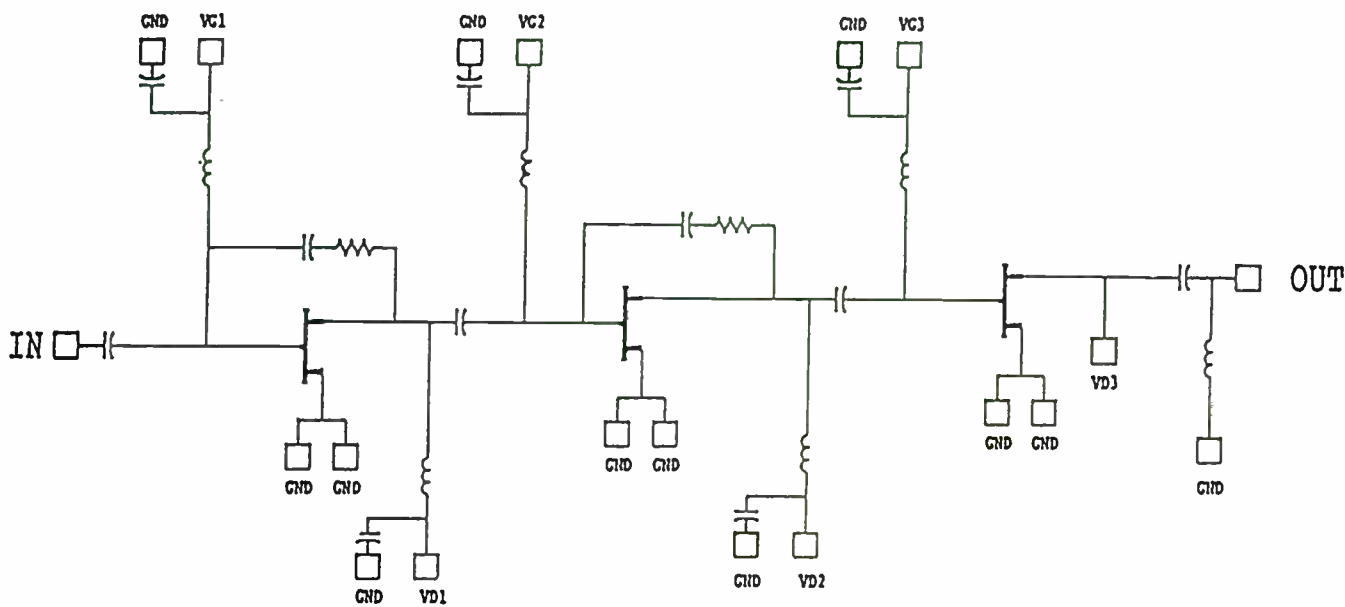 GND VG1 GND VG2 GND VG3
OUT
IN
VD3
GND GND
GND GND
GND GND
GND
GND VD1
GND VD2